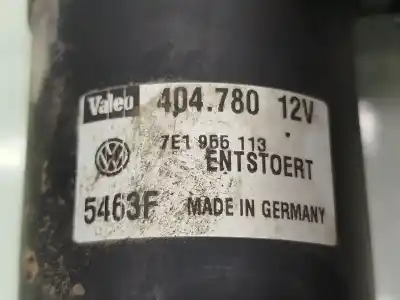 Valeo 404.780 12V
7E1 955 113
ENTSTOERT
5463F MADE IN GERMANY